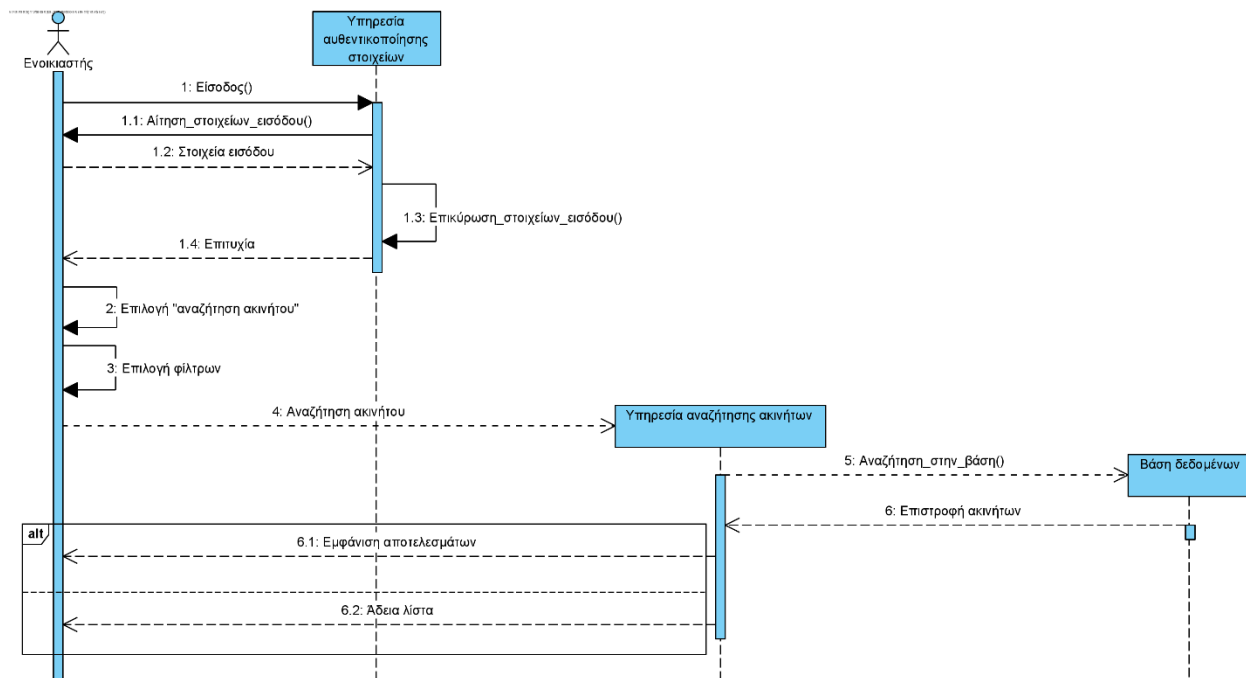 Ενοικιαστής
Υπηρεσία
αυθεντικοποίησης
στοιχείων
1: Είσοδος()
1.1: Αίτηση_στοιχείων_εισόδου()
1.2: Στοιχεία εισόδου
1.3: Επικύρωση_στοιχείων_εισόδου()
1.4: Επιτυχία
2: Επιλογή "αναζήτηση ακινήτου"
3: Επιλογή φίλτρων
4: Αναζήτηση ακινήτου
Υπηρεσία αναζήτησης ακινήτων
5: Αναζήτηση_στην_βάση()
Βάση δεδομένων
6: Επιστροφή ακινήτων
alt
6.1: Εμφάνιση αποτελεσμάτων
6.2: Άδεια λίστα